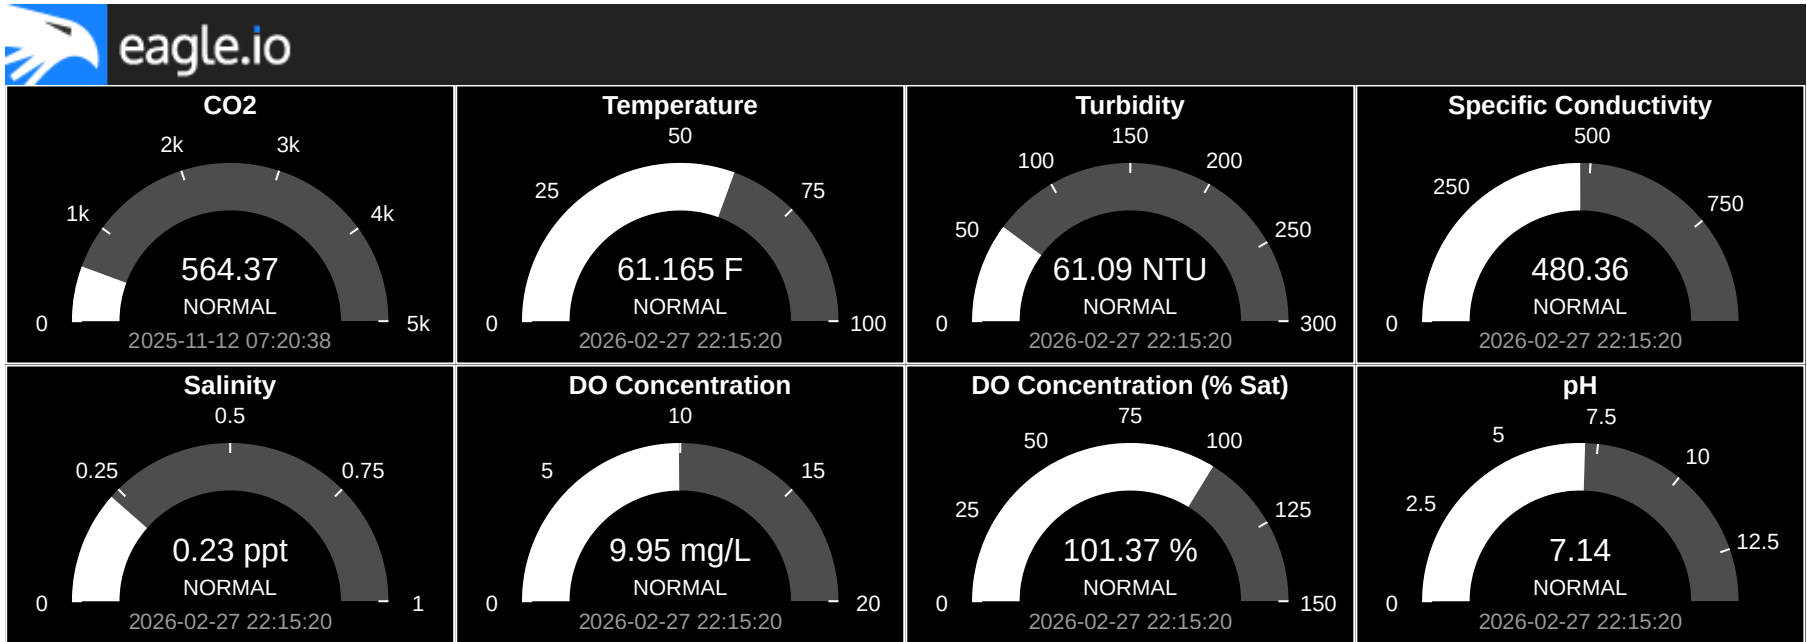 eagle.io
CO2
2k
3k
1k
4k
0
5k
564.37
NORMAL
2025-11-12 07:20:38
Temperature
50
25
75
0
100
61.165 F
NORMAL
2026-02-27 22:15:20
Turbidity
150
100
200
50
250
0
300
61.09 NTU
NORMAL
2026-02-27 22:15:20
Specific Conductivity
500
250
750
0
480.36
NORMAL
2026-02-27 22:15:20
Salinity
0.5
0.25
0.75
0
1
0.23 ppt
NORMAL
2026-02-27 22:15:20
DO Concentration
10
5
15
0
20
9.95 mg/L
NORMAL
2026-02-27 22:15:20
DO Concentration (% Sat)
75
50
100
25
125
0
150
101.37 %
NORMAL
2026-02-27 22:15:20
pH
7.5
5
10
2.5
12.5
0
7.14
NORMAL
2026-02-27 22:15:20